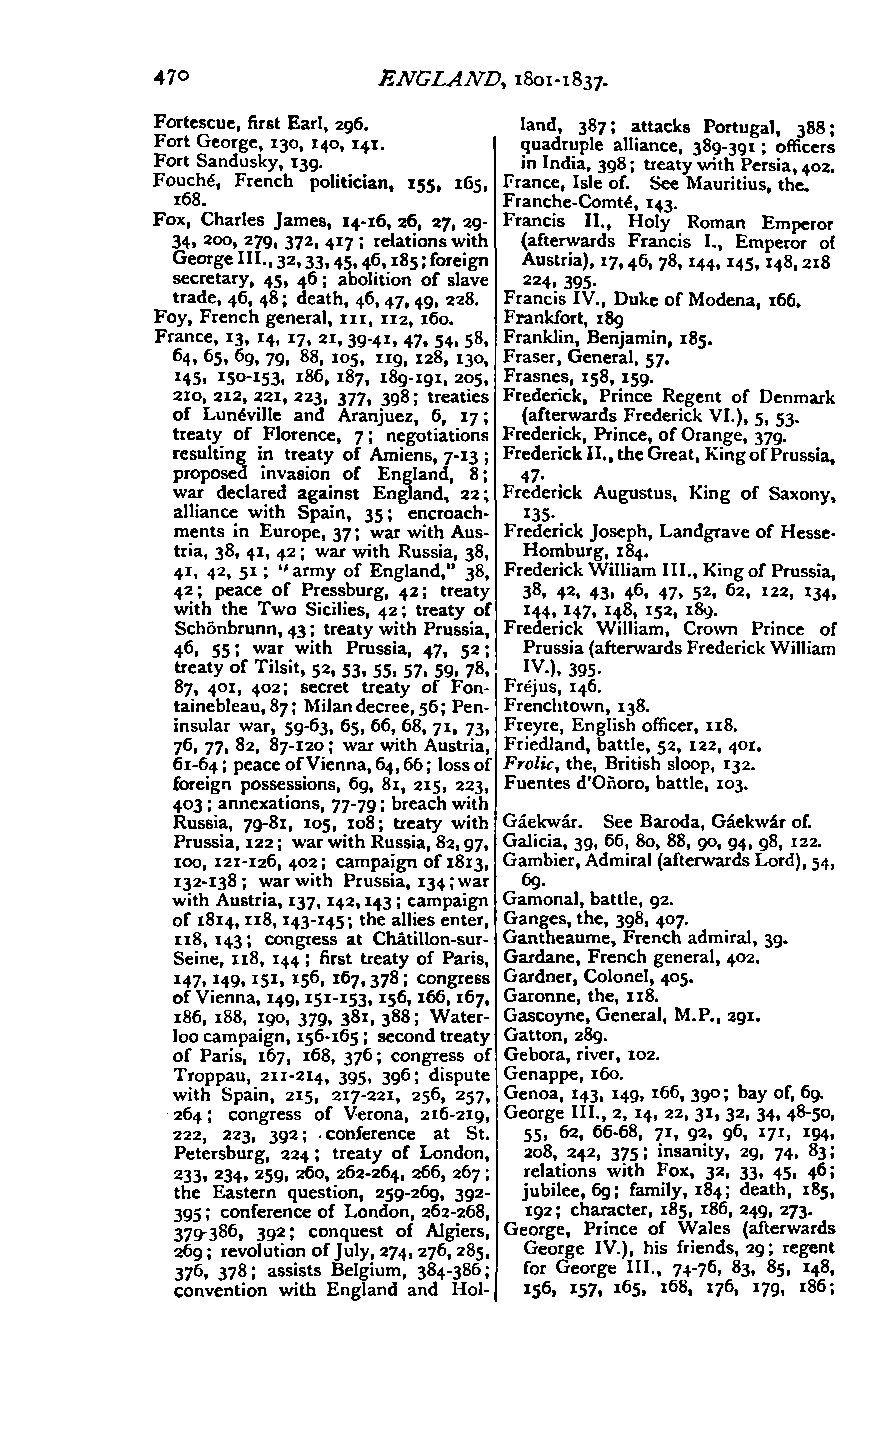 470 ENGLAND, 1801-1837.
Fortescue, first Earl, 296.
Fort George, 130, 140, 141.
Fort Sandusky, 139.
Fouché, French politician, 155, 165,
168.
Fox, Charles James, 14-16, 26, 27, 29-
34, 200, 279, 372, 417 ; relations with
George III., 32, 33, 45, 46, 185 ; foreign
secretary, 45, 46 ; abolition of slave
trade, 46, 48 ; death, 46, 47, 49, 228.
Foy, French general, 111, 112, 160.
France, 13, 14, 17, 21, 39-41, 47, 54, 58,
64, 65, 69, 79, 88, 105, 119, 128, 130,
145, 150-153, 186, 187, 189-191, 205,
210, 212, 221, 223, 377, 398 ; treaties
of Lunéville and Aranjuez, 6, 17 ;
treaty of Florence, 7 ; negotiations
resulting in treaty of Amiens, 7-13 ;
proposed invasion of England, 8 ;
war declared against England, 22 ;
alliance with Spain, 35 ; encroach-
ments in Europe, 37 ; war with Aus-
tria, 38, 41, 42 ; war with Russia, 38,
41, 42, 51 ; "army of England," 38,
42 ; peace of Pressburg, 42 ; treaty
with the Two Sicilies, 42 ; treaty of
Schönbrunn, 43 ; treaty with Prussia,
46, 55 ; war with Prussia, 47, 52 ;
treaty of Tilsit, 52, 53, 55, 57, 59, 78,
87, 401, 402 ; secret treaty of Fon-
tainebleau, 87 ; Milan decree, 56 ; Pen-
insular war, 59-63, 65, 66, 68, 71, 73,
76, 77, 82, 87-120 ; war with Austria,
61-64 ; peace of Vienna, 64, 66 ; loss of
foreign possessions, 69, 81, 215, 223,
403 ; annexations, 77-79 ; breach with
Russia, 79-81, 105, 108 ; treaty with
Prussia, 122 ; war with Russia, 82, 97,
100, 121-126, 402 ; campaign of 1813,
132-138 ; war with Prussia, 134 ; war
with Austria, 137, 142, 143 ; campaign
of 1814, 118, 143-145 ; the allies enter,
118, 143 ; congress at Châtillon-sur-
Seine, 118, 144 ; first treaty of Paris,
147, 149, 151, 156, 167, 378 ; congress
of Vienna, 149, 151-153, 156, 166, 167,
186, 188, 190, 379, 381, 388 ; Water-
loo campaign, 156-165 ; second treaty
of Paris, 167, 168, 376 ; congress of
Troppau, 211-214, 395, 396 ; dispute
with Spain, 215, 217-221, 256, 257,
264 ; congress of Verona, 216-219,
222, 223, 392 ; conference at St.
Petersburg, 224 ; treaty of London,
233, 234, 259, 260, 262-264, 266, 267 ;
the Eastern question, 259-269, 392-
395 ; conference of London, 262-268,
379-386, 392 ; conquest of Algiers,
269 ; revolution of July, 274, 276, 285,
376, 378 ; assists Belgium, 384-386 ;
convention with England and Hol-
land, 387 ; attacks Portugal, 388 ;
quadruple alliance, 389-391 ; officers
in India, 398 ; treaty with Persia, 402.
France, Isle of. See Mauritius, the.
Franche-Comté, 143.
Francis II., Holy Roman Emperor
(afterwards Francis I., Emperor of
Austria), 17, 46, 78, 144, 145, 148, 218
224, 395.
Francis IV., Duke of Modena, 166.
Frankfort, 189
Franklin, Benjamin, 185.
Fraser, General, 57.
Frasnes, 158, 159.
Frederick, Prince Regent of Denmark
(afterwards Frederick VI.), 5, 53.
Frederick, Prince, of Orange, 379.
Frederick II., the Great, King of Prussia,
47.
Frederick Augustus, King of Saxony,
135.
Frederick Joseph, Landgrave of Hesse-
Homburg, 184.
Frederick William III., King of Prussia,
38, 42, 43, 46, 47, 52, 62, 122, 134,
144, 147, 148, 152, 189.
Frederick William, Crown Prince of
Prussia (afterwards Frederick William
IV.), 395.
Fréjus, 146.
Frenchtown, 138.
Freyre, English officer, 118.
Friedland, battle, 52, 122, 401.
Frolic, the, British sloop, 132.
Fuentes d'Oñoro, battle, 103.
Gáekwár. See Baroda, Gáekwár of.
Galicia, 39, 66, 80, 88, 90, 94, 98, 122.
Gambier, Admiral (afterwards Lord), 54,
69.
Gamonal, battle, 92.
Ganges, the, 398, 407.
Gantheaume, French admiral, 39.
Gardane, French general, 402.
Gardner, Colonel, 405.
Garonne, the, 118.
Gascoyne, General, M.P., 291.
Gatton, 289.
Gebora, river, 102.
Genappe, 160.
Genoa, 143, 149, 166, 390 ; bay of, 69.
George III., 2, 14, 22, 31, 32, 34, 48-50,
55, 62, 66-68, 71, 92, 96, 171, 194,
208, 242, 375 ; insanity, 29, 74, 83 ;
relations with Fox, 32, 33, 45, 46 ;
jubilee, 69 ; family, 184 ; death, 185,
192 ; character, 185, 186, 249, 273.
George, Prince of Wales (afterwards
George IV.), his friends, 29 ; regent
for George III., 74-76, 83, 85, 148,
156, 157, 165, 168, 176, 179, 186 ;